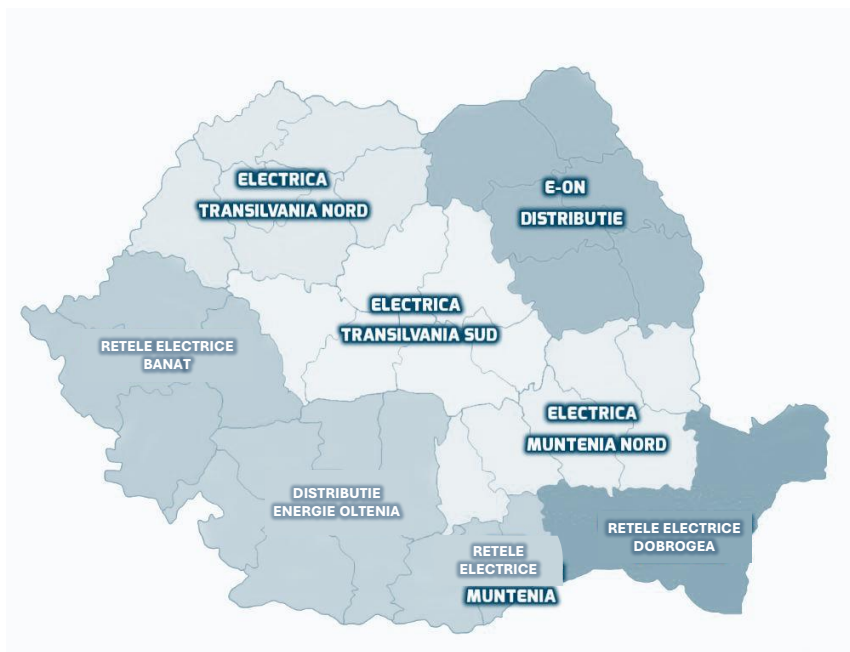 ELECTRICA
TRANSILVANIA NORD
E-ON
DISTRIBUTIE
ELECTRICA
TRANSILVANIA SUD
RETELE ELECTRICE
BANAT
ELECTRICA
MUNTENIA NORD
DISTRIBUTIE
ENERGIE OLTENIA
RETELE ELECTRICE
DOBROGEA
RETELE
ELECTRICE
MUNTENIA